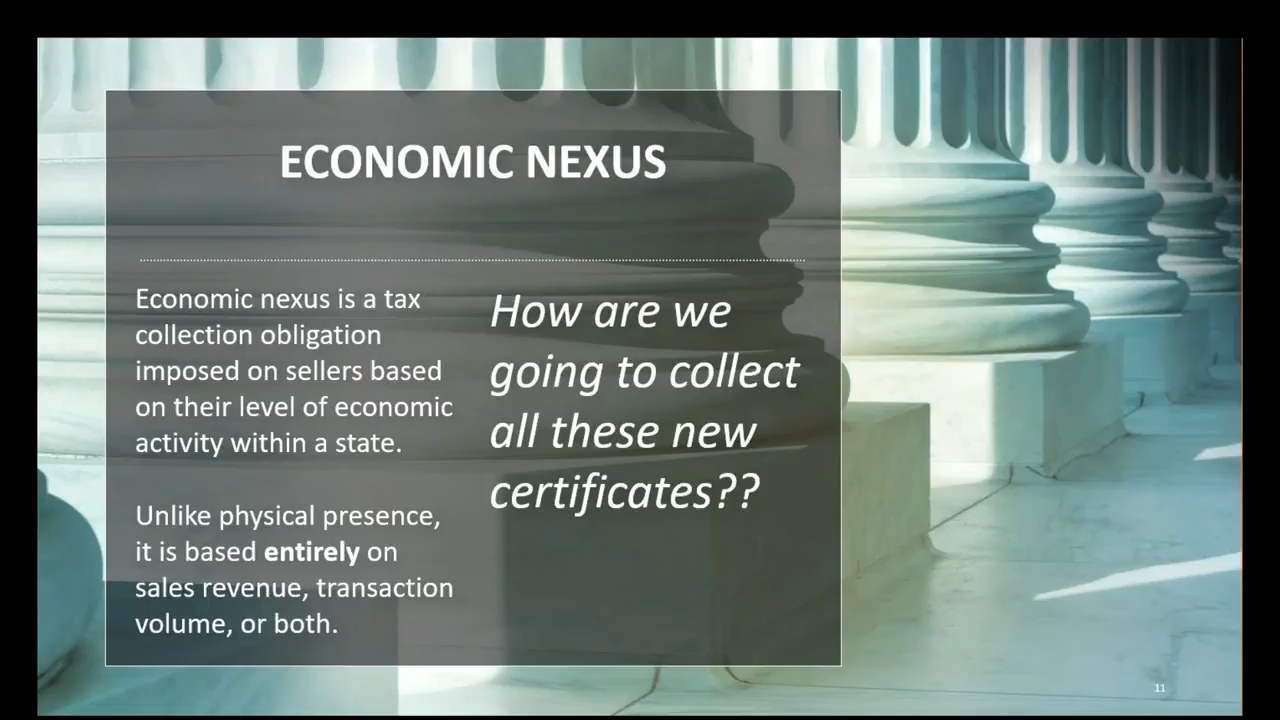 ECONOMIC NEXUS
Economic nexus is a tax
collection obligation
imposed on sellers based
on their level of economic
activity within a state.
Unlike physical presence,
it is based entirely on
sales revenue, transaction
volume, or both.
How are we
going to collect
all these new
certificates??
11